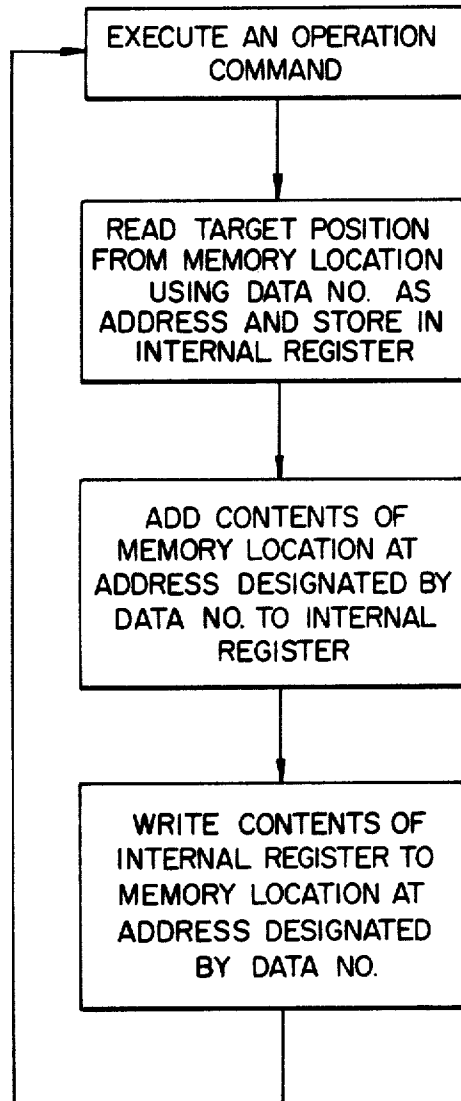 EXECUTE AN OPERATION
COMMAND
READ TARGET POSITION
FROM MEMORY LOCATION
USING DATA NO. AS
ADDRESS AND STORE IN
INTERNAL REGISTER
ADD CONTENTS OF
MEMORY LOCATION AT
ADDRESS DESIGNATED BY
DATA NO. TO INTERNAL
REGISTER
WRITE CONTENTS OF
INTERNAL REGISTER TO
MEMORY LOCATION AT
ADDRESS DESIGNATED
BY DATA NO.